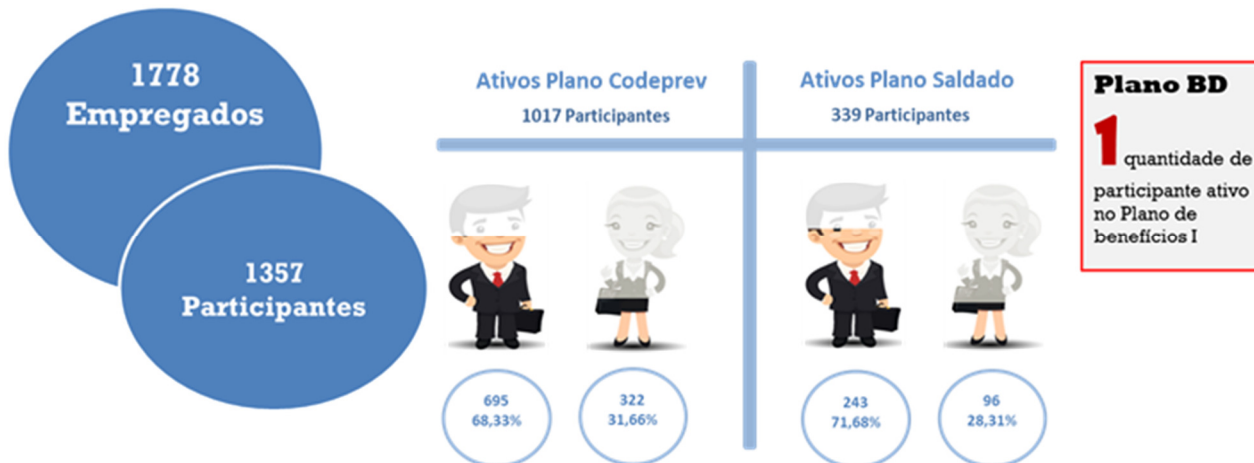 1778
Empregados
1357
Participantes
Ativos Plano Codeprev
1017 Participantes
695
68,33%
322
31,66%
Ativos Plano Saldado
339 Participantes
243
71,68%
96
28,31%
Plano BD
1 quantidade de
participante ativo
no Plano de
benefícios I